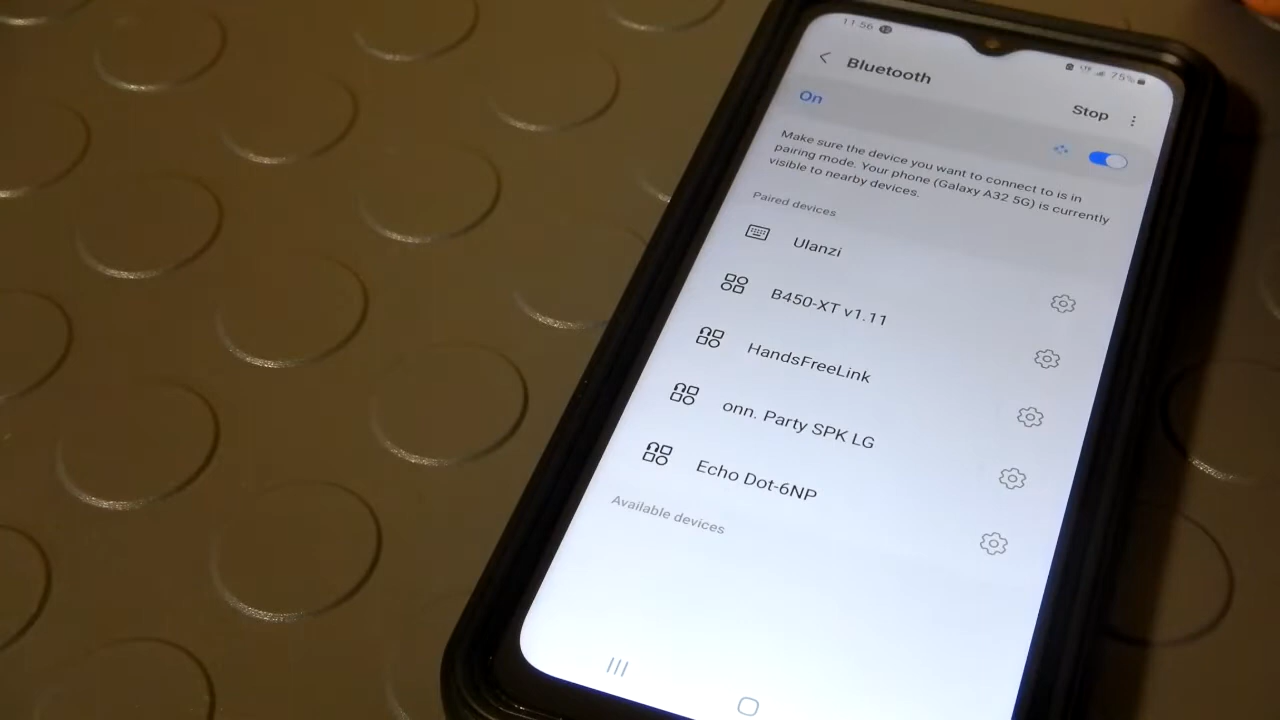 11:56
LTE 75%
Bluetooth
Stop
On
Make sure the device you want to connect to is in
pairing mode. Your phone (Galaxy A32 5G) is currently
visible to nearby devices.
Paired devices
Ulanzi
B450-XT v1.11
HandsFreeLink
onn. Party SPK LG
Echo Dot-6NP
Available devices